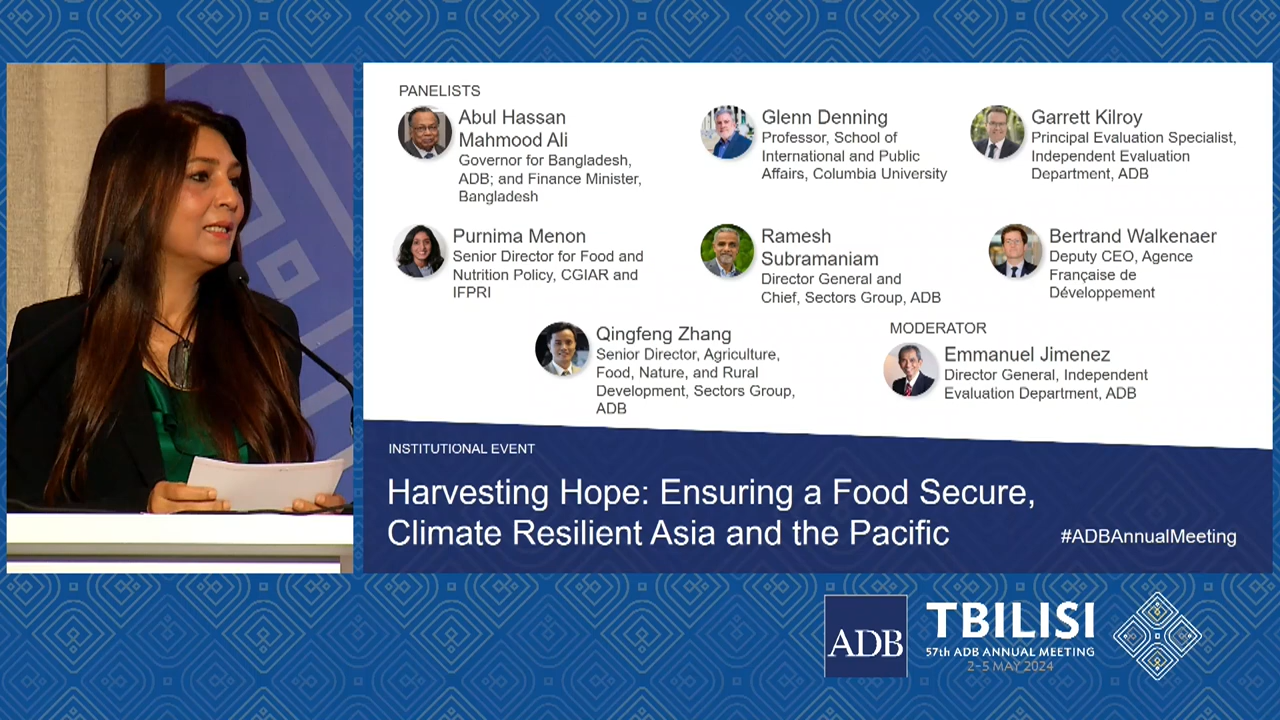 PANELISTS
Abul Hassan
Mahmood Ali
Governor for Bangladesh,
ADB; and Finance Minister,
Bangladesh
Glenn Denning
Professor, School of
International and Public
Affairs, Columbia University
Garrett Kilroy
Principal Evaluation Specialist,
Independent Evaluation
Department, ADB
Purnima Menon
Senior Director for Food and
Nutrition Policy, CGIAR and
IFPRI
Ramesh
Subramaniam
Director General and
Chief, Sectors Group, ADB
Bertrand Walkenaer
Deputy CEO, Agence
Française de
Développement
Qingfeng Zhang
Senior Director, Agriculture,
Food, Nature, and Rural
Development, Sectors Group,
ADB
MODERATOR
Emmanuel Jimenez
Director General, Independent
Evaluation Department, ADB
INSTITUTIONAL EVENT
Harvesting Hope: Ensuring a Food Secure,
Climate Resilient Asia and the Pacific
#ADBAnnualMeeting
ADB
TBILISI
57th ADB ANNUAL MEETING
2–5 MAY 2024